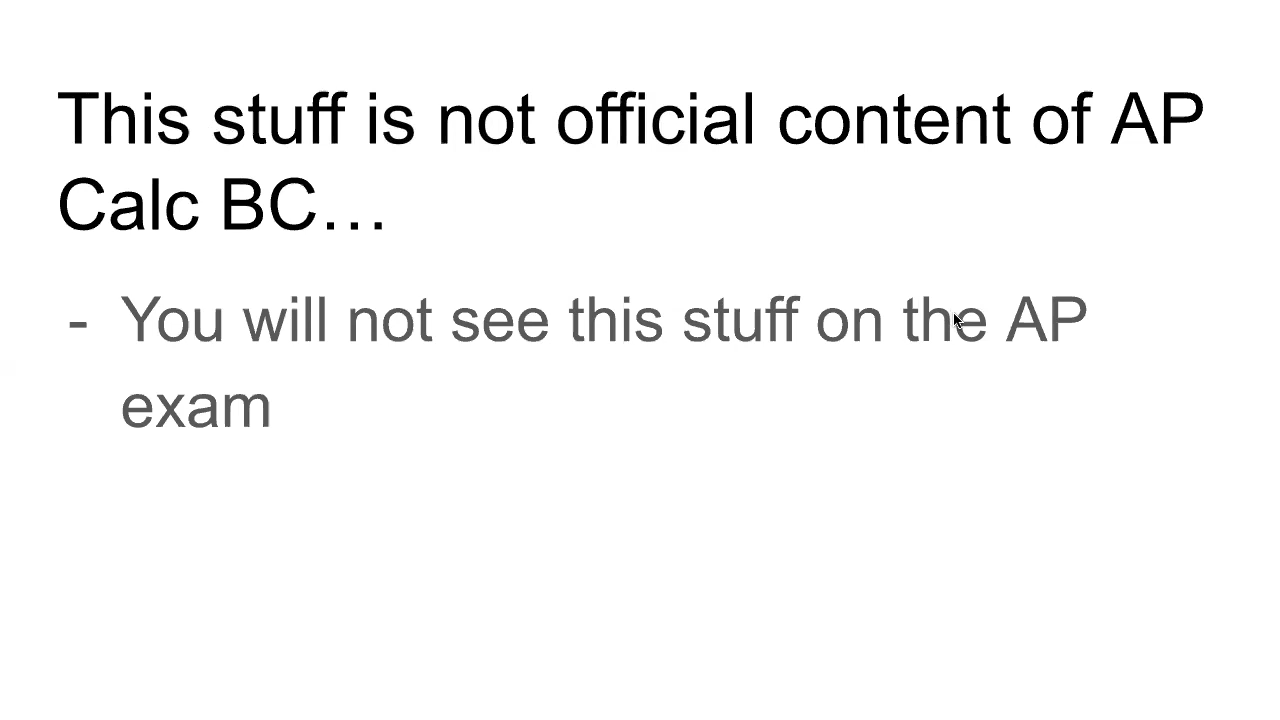 This stuff is not official content of AP
Calc BC…
- You will not see this stuff on the AP
exam